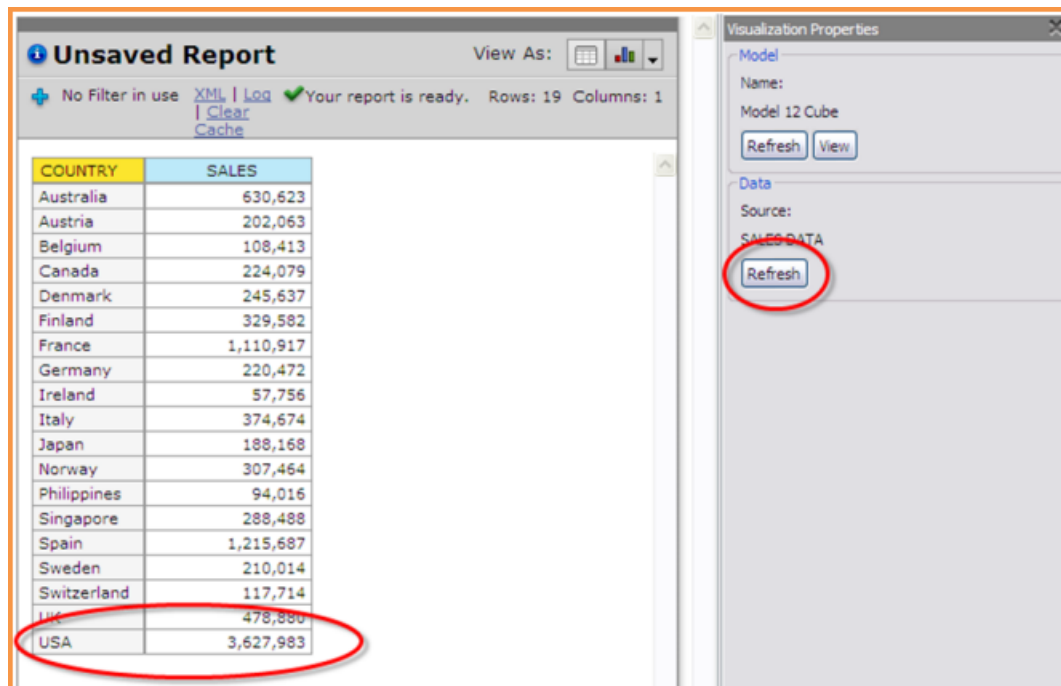 Unsaved Report
View As:
No Filter in use XML | Log Your report is ready. Rows: 19 Columns: 1
| Clear
Cache
COUNTRY SALES
Australia 630,623
Austria 202,063
Belgium 108,413
Canada 224,079
Denmark 245,637
Finland 329,582
France 1,110,917
Germany 220,472
Ireland 57,756
Italy 374,674
Japan 188,168
Norway 307,464
Philippines 94,016
Singapore 288,488
Spain 1,215,687
Sweden 210,014
Switzerland 117,714
UK 478,880
USA 3,627,983
Visualization Properties
Model
Name:
Model 12 Cube
Refresh View
Data
Source:
SALES DATA
Refresh